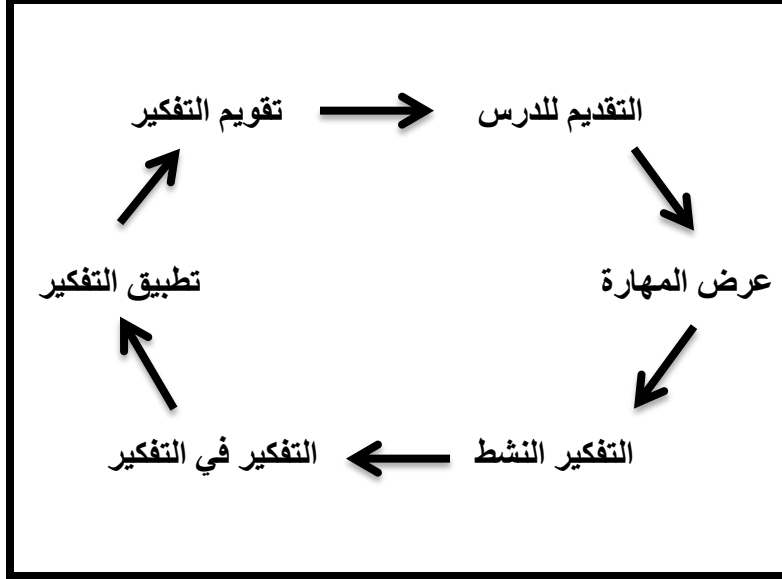 التقديم للدرس
عرض المهارة
التفكير النشط
التفكير في التفكير
تطبيق التفكير
تقويم التفكير